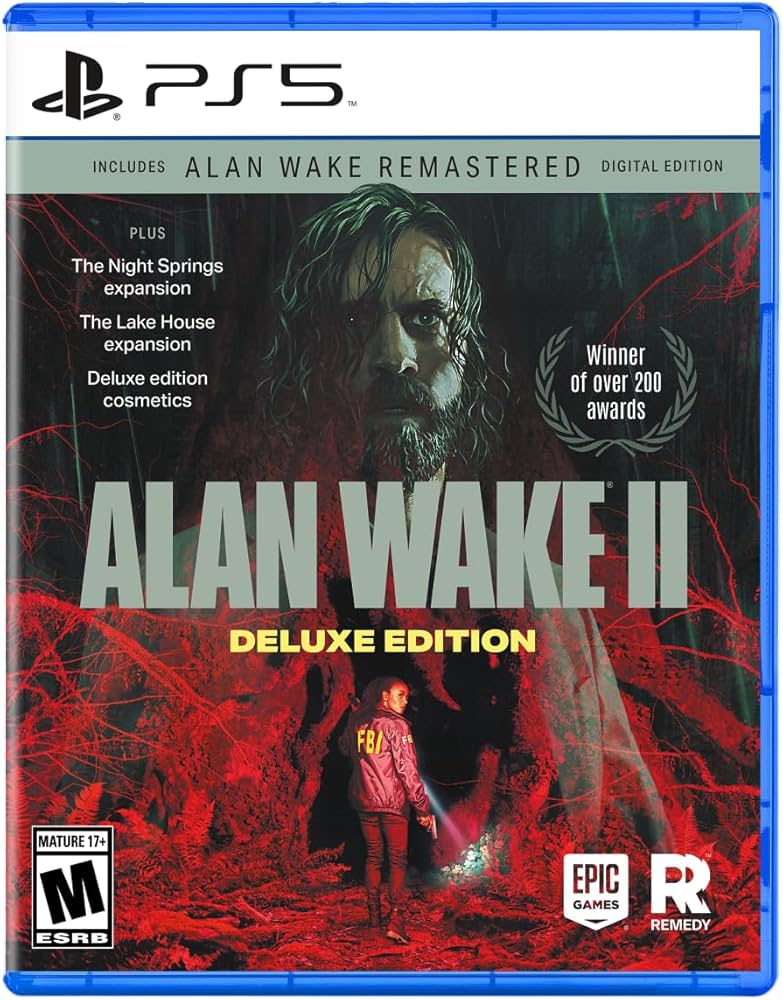 PS5
INCLUDES ALAN WAKE REMASTERED DIGITAL EDITION
PLUS
The Night Springs
expansion
The Lake House
expansion
Deluxe edition
cosmetics
Winner
of over 200
awards
ALAN WAKE® II
DELUXE EDITION
FBI
FB
MATURE 17+
M
ESRB
EPIC
GAMES
R
REMEDY